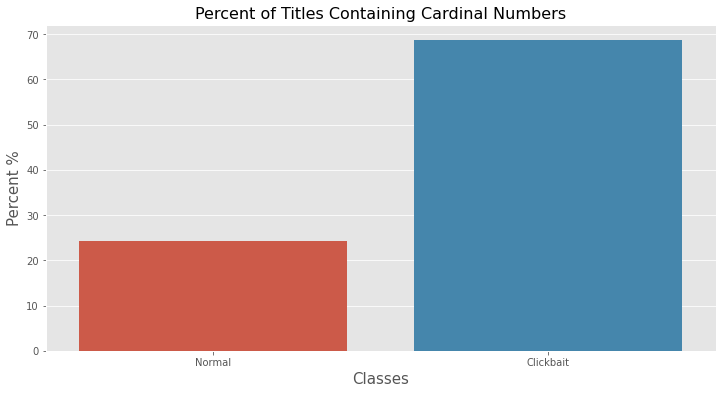 Percent of Titles Containing Cardinal Numbers
Percent %
70
60
50
40
30
20
10
0
Normal
Clickbait
Classes